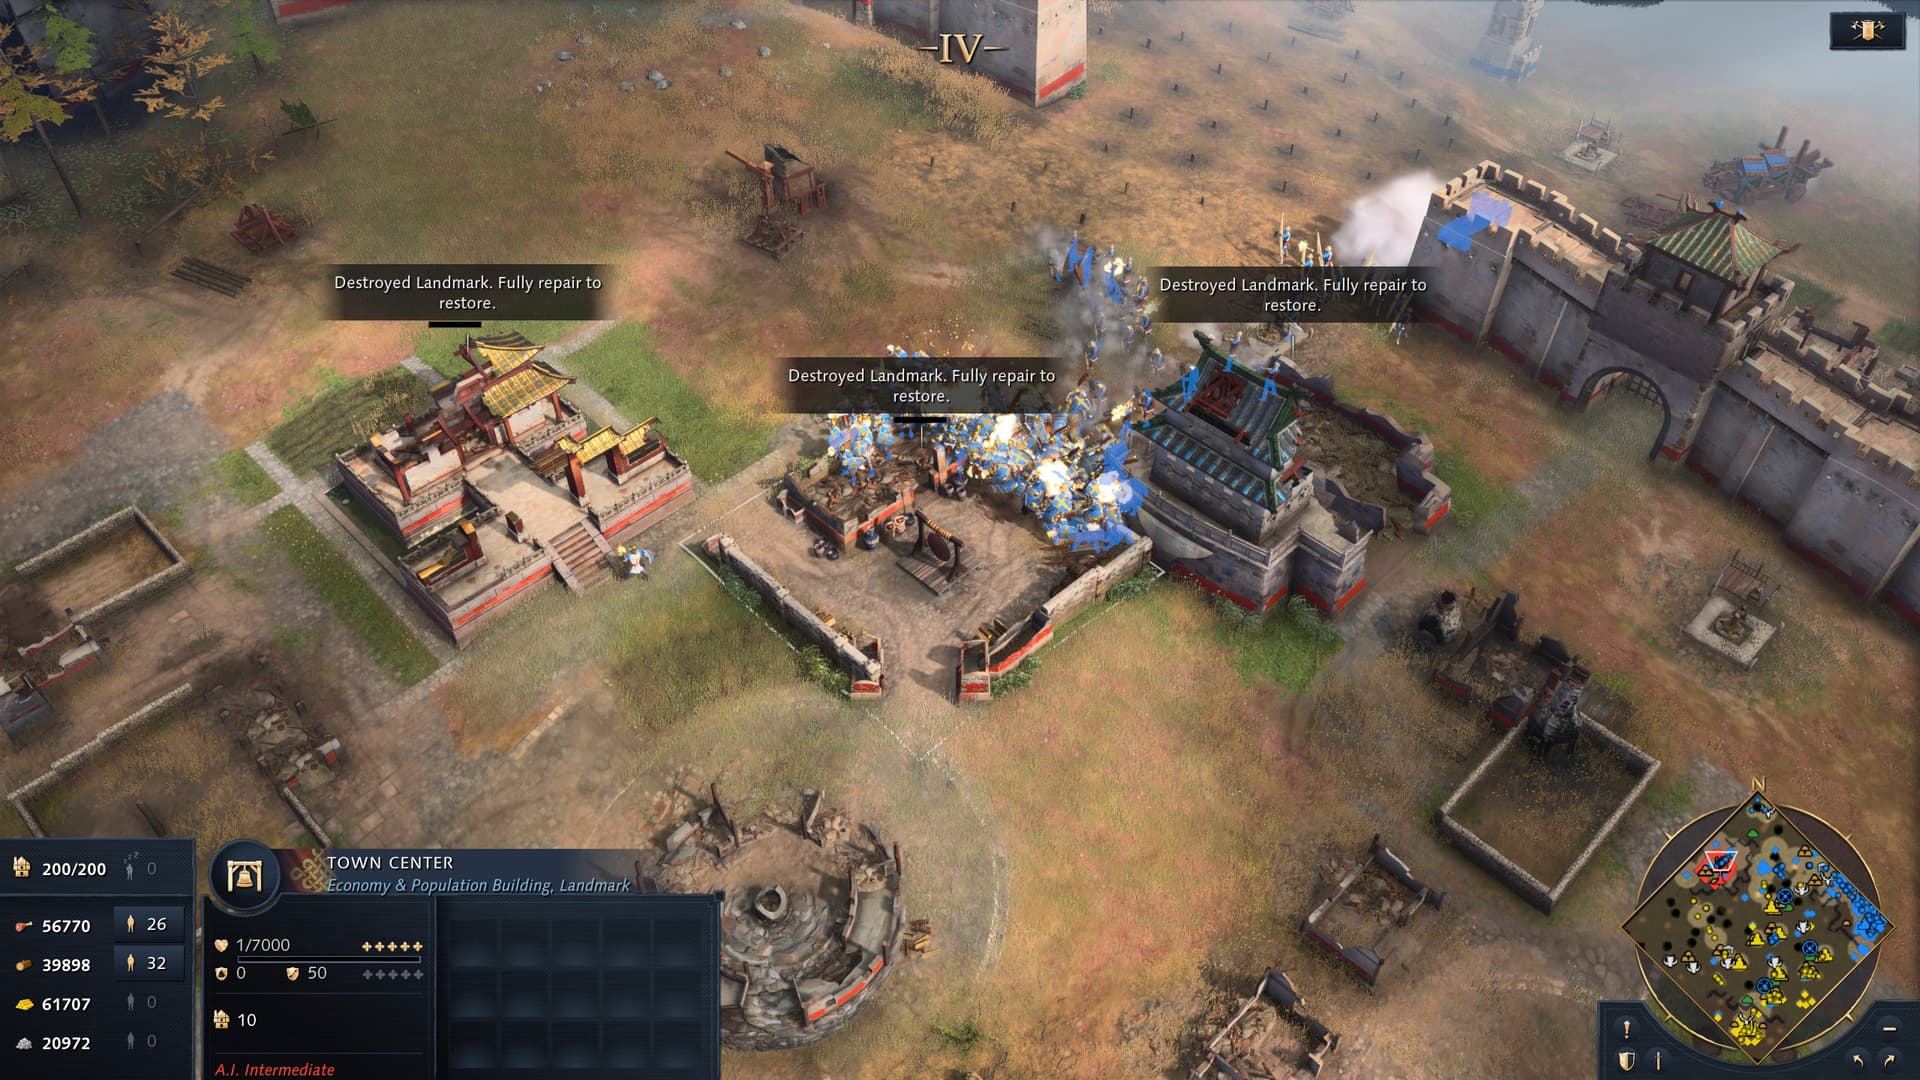 IV
Destroyed Landmark. Fully repair to
restore.
Destroyed Landmark. Fully repair to
restore.
Destroyed Landmark. Fully repair to
restore.
200/200 0
56770 26
39898 32
61707 0
20972 0
TOWN CENTER
Economy & Population Building, Landmark
1/7000
0 50
10
A.I. Intermediate
N